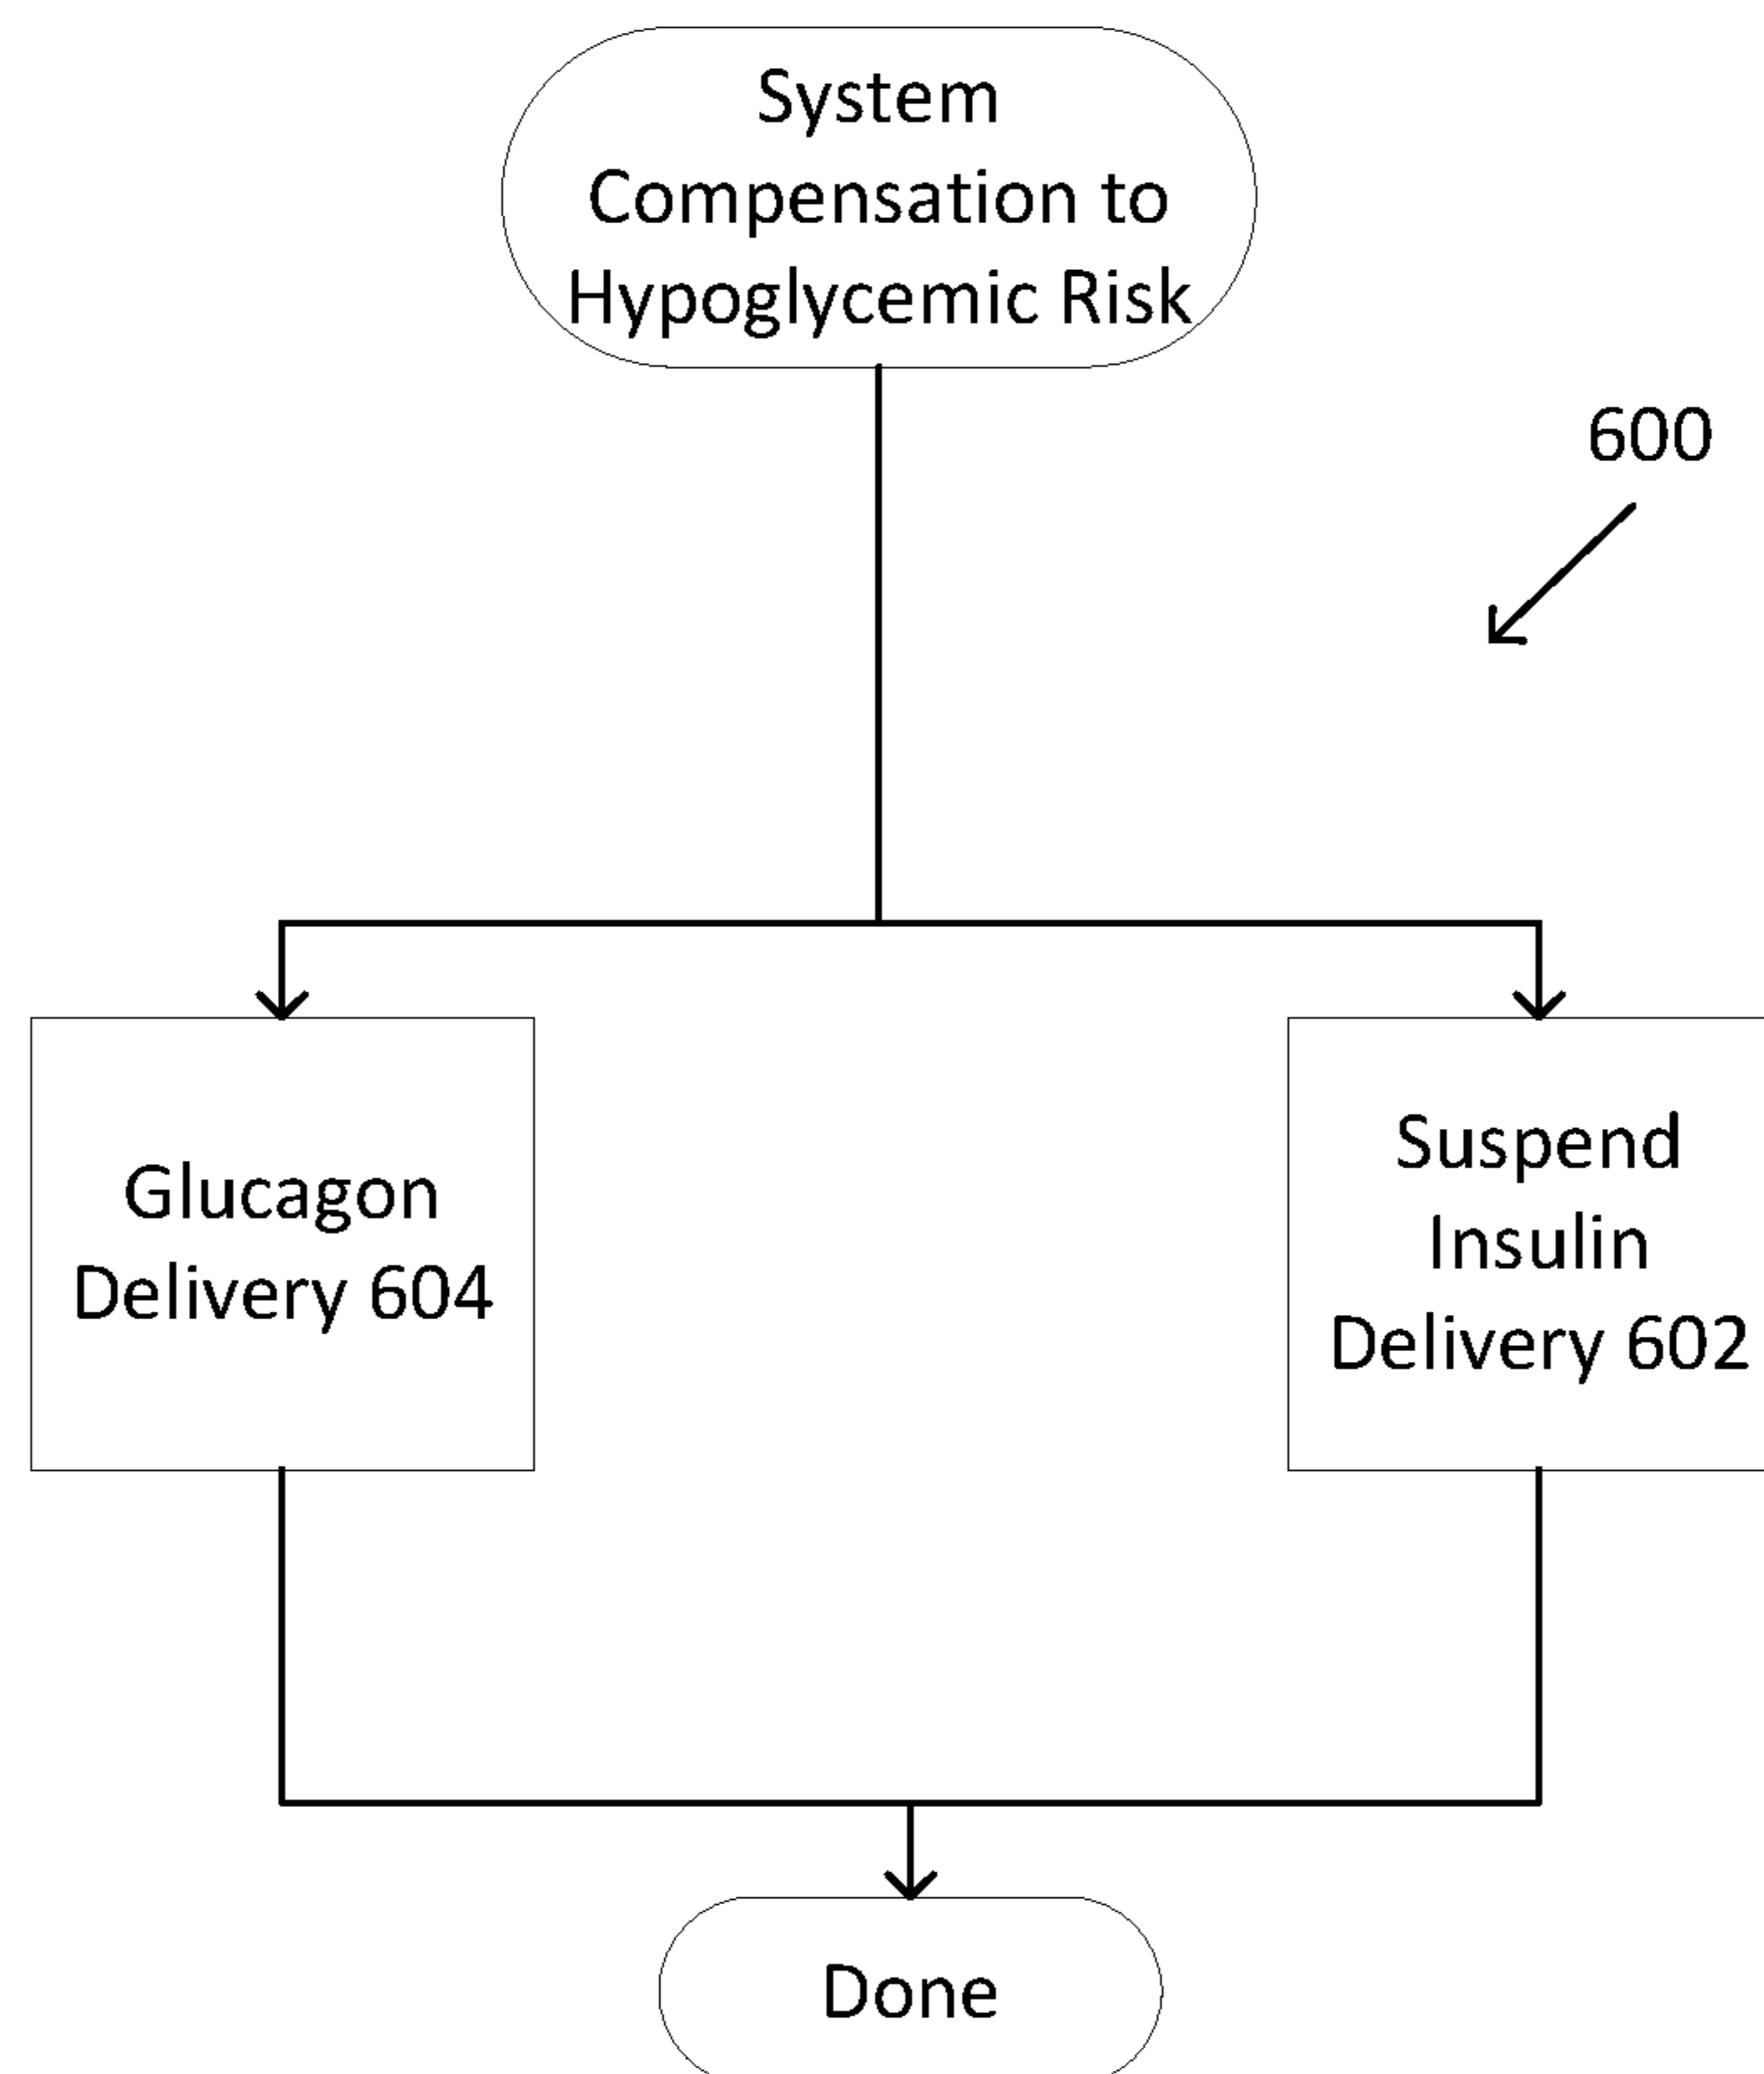 System
Compensation to
Hypoglycemic Risk
600
Glucagon
Delivery 604
Suspend
Insulin
Delivery 602
Done